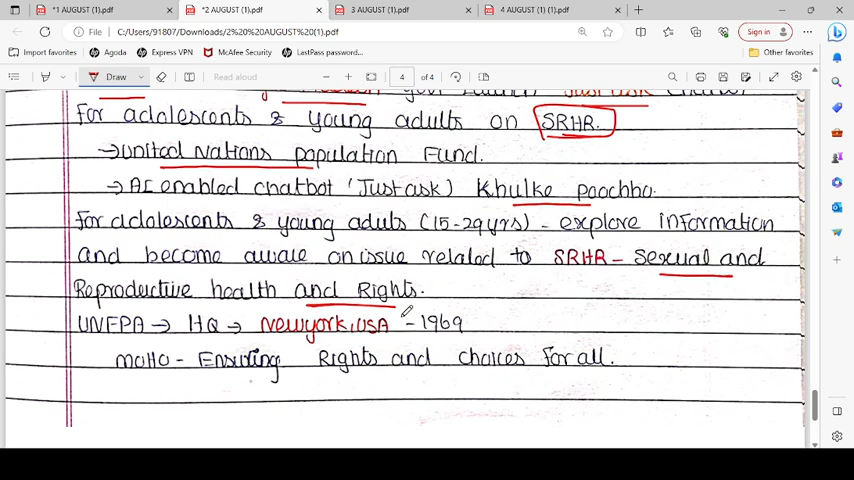 *1 AUGUST (1).pdf
*2 AUGUST (1).pdf
3 AUGUST (1).pdf
4 AUGUST (1).pdf
File
C:/Users/91807/Downloads/2%20%20AUGUST%20(1).pdf
Sign in
Import favorites
Agoda
Express VPN
McAfee Security
LastPass password...
Other favorites
Draw
Read aloud
4
of 4
For adolescents & young adults on SRHR.
→United Nations population Fund.
→AI enabled chatbot (Just ask) Khulke poochho.
For adolescents & young adults (15-29yrs) - explore information
and become aware on issue related to SRHR - Sexual and
Reproductive health and Rights.
UNFPA → HQ → Newyork, USA - 1969
moHo - Ensuring Rights and choices for all.